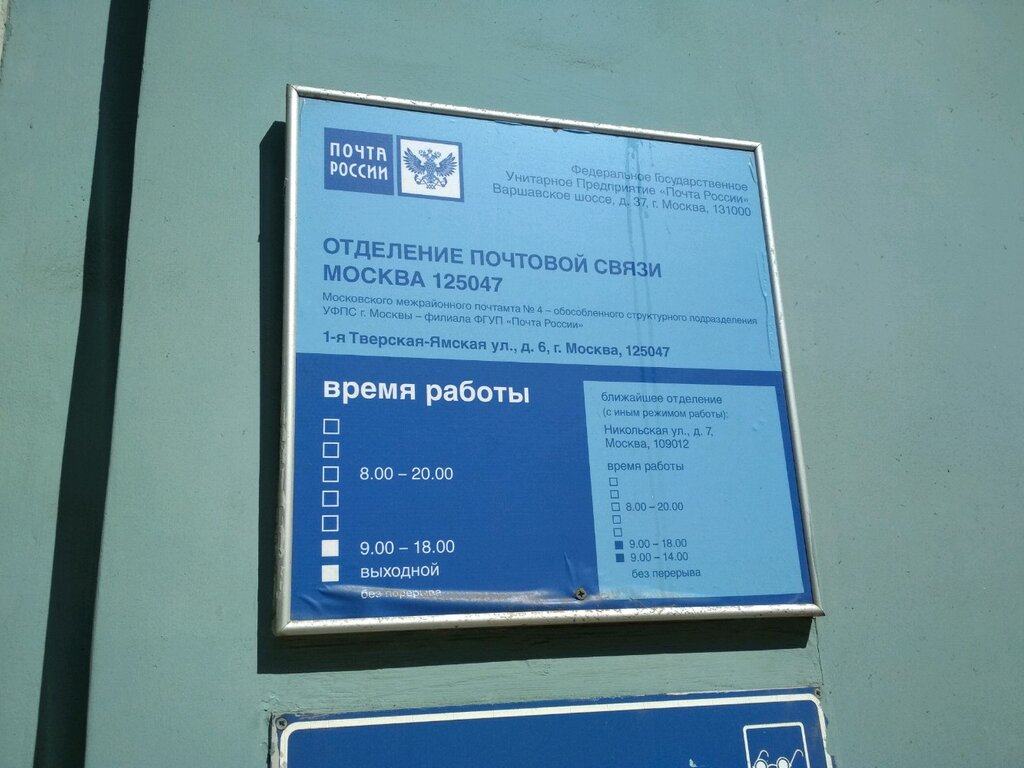 ПОЧТА
РОССИИ
Федеральное Государственное
Унитарное Предприятие «Почта России»
Варшавское шоссе, д. 37, г. Москва, 131000
ОТДЕЛЕНИЕ ПОЧТОВОЙ СВЯЗИ
МОСКВА 125047
Московского межрайонного почтамта № 4 – обособленного структурного подразделения
УФПС г. Москвы – филиала ФГУП «Почта России»
1-я Тверская-Ямская ул., д. 6, г. Москва, 125047
время работы
8.00 – 20.00
9.00 – 18.00
выходной
без перерыва
ближайшее отделение
(с иным режимом работы):
Никольская ул., д. 7,
Москва, 109012
время работы
8.00 – 20.00
9.00 – 18.00
9.00 – 14.00
без перерыва